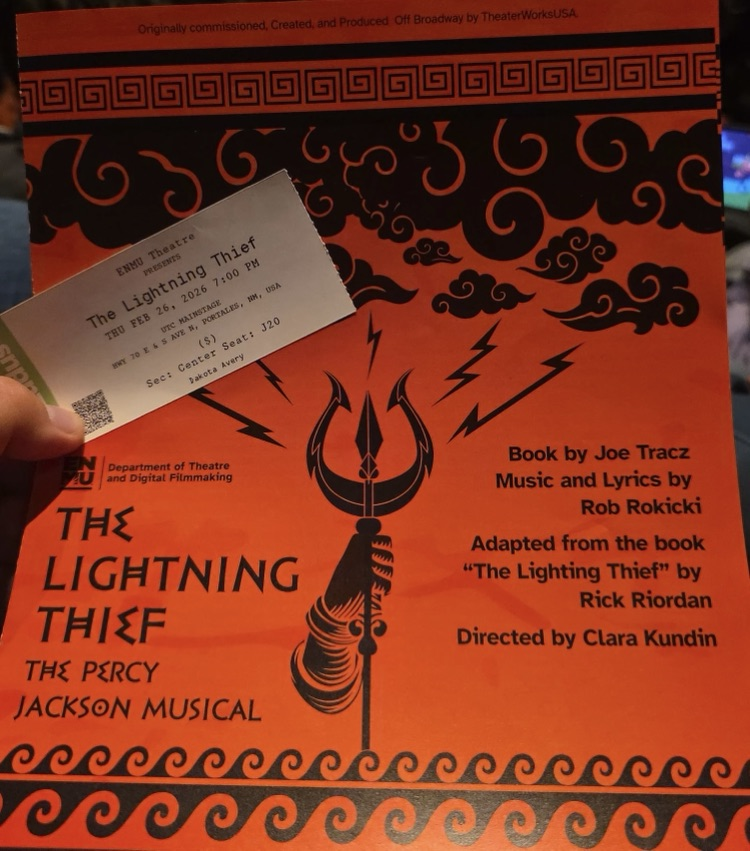 Originally commissioned, Created, and Produced Off Broadway by TheaterWorksUSA.
ENMU Theatre
PRESENTS
The Lightning Thief
THU FEB 26, 2026 7:00 PM
UTC MAINSTAGE
HWY 70 E & S AVE N, PORTALES, NM, USA
($)
Sec: Center Seat: J20
Dakota Avery
EN
MU
Department of Theatre
and Digital Filmmaking
THE
LIGHTNING
THIEF
THE PERCY
JACKSON MUSICAL
Book by Joe Tracz
Music and Lyrics by
Rob Rokicki
Adapted from the book
“The Lighting Thief” by
Rick Riordan
Directed by Clara Kundin